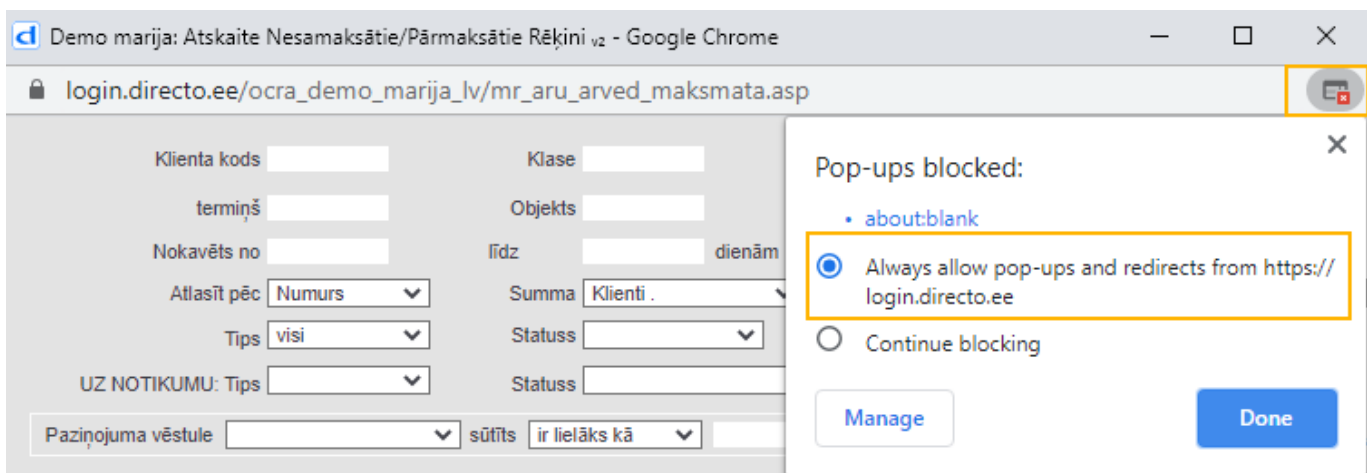 Demo marija: Atskaite Nesamaksātie/Pārmaksātie Rēķini v2 - Google Chrome
login.directo.ee/ocra_demo_marija_lv/mr_aru_arved_maksmata.asp
Klienta kods Klase
termiņš Objekts
Nokavēts no līdz dienām
Atlasīt pēc Numurs Summa Klienti .
Tips visi Statuss
UZ NOTIKUMU: Tips Statuss
Paziņojuma vēstule sūtīts ir lielāks kā
Pop-ups blocked:
• about:blank
Always allow pop-ups and redirects from https://
login.directo.ee
Continue blocking
Manage Done